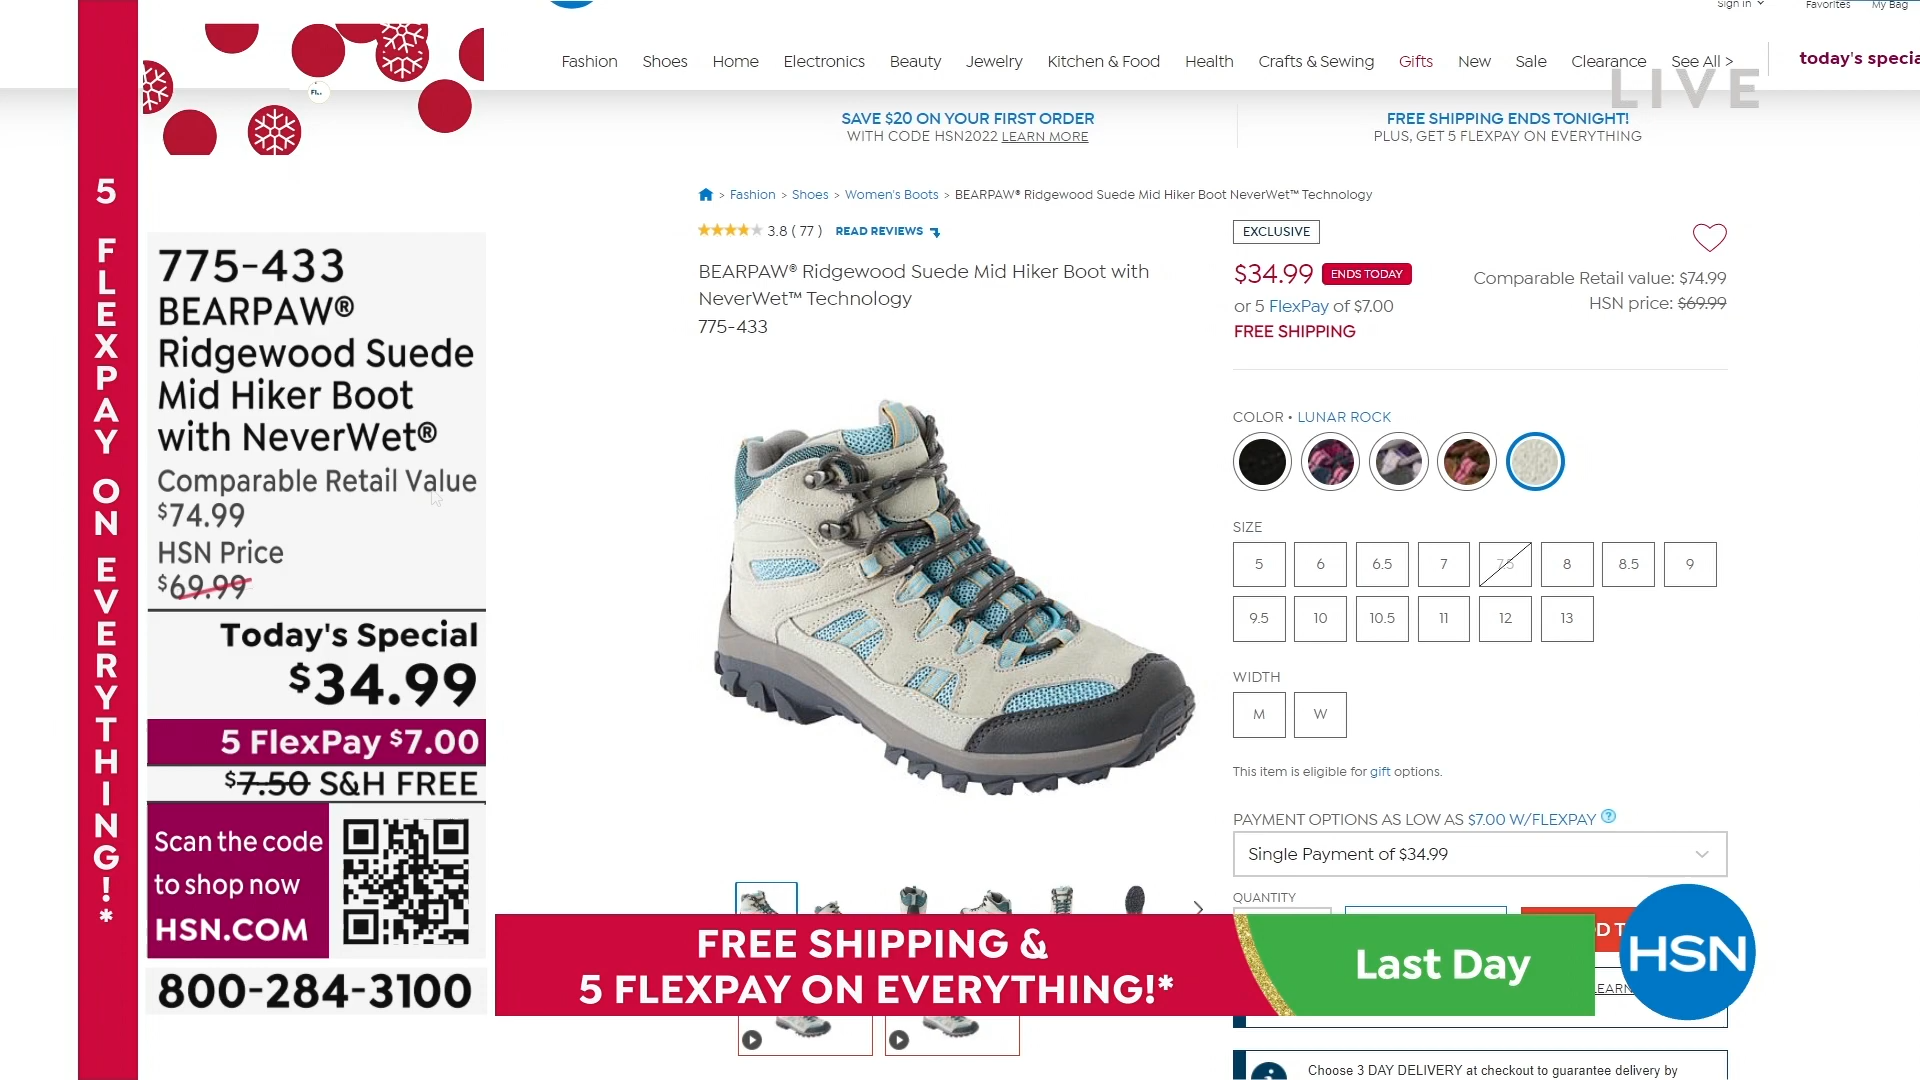 Sign in
Favorites
My Bag
Fashion
Shoes
Home
Electronics
Beauty
Jewelry
Kitchen & Food
Health
Crafts & Sewing
Gifts
New
Sale
Clearance
See All >
today's specia
LIVE
SAVE $20 ON YOUR FIRST ORDER
WITH CODE HSN2022 LEARN MORE
FREE SHIPPING ENDS TONIGHT!
PLUS, GET 5 FLEXPAY ON EVERYTHING
5 FLEXPAY ON EVERYTHING!*
775-433
BEARPAW®
Ridgewood Suede
Mid Hiker Boot
with NeverWet®
Comparable Retail Value
$74.99
HSN Price
$69.99
Today's Special
$34.99
5 FlexPay $7.00
$7.50 S&H FREE
Scan the code
to shop now
HSN.COM
800-284-3100
> Fashion > Shoes > Women's Boots > BEARPAW® Ridgewood Suede Mid Hiker Boot NeverWet™ Technology
3.8 ( 77 ) READ REVIEWS
BEARPAW® Ridgewood Suede Mid Hiker Boot with
NeverWet™ Technology
775-433
EXCLUSIVE
$34.99 ENDS TODAY
or 5 FlexPay of $7.00
FREE SHIPPING
Comparable Retail value: $74.99
HSN price: $69.99
COLOR • LUNAR ROCK
SIZE
5 6 6.5 7 7.5 8 8.5 9
9.5 10 10.5 11 12 13
WIDTH
M W
This item is eligible for gift options.
PAYMENT OPTIONS AS LOW AS $7.00 W/FLEXPAY ?
Single Payment of $34.99
QUANTITY
D T
EARN
FREE SHIPPING &
5 FLEXPAY ON EVERYTHING!*
Last Day
HSN
Choose 3 DAY DELIVERY at checkout to guarantee delivery by